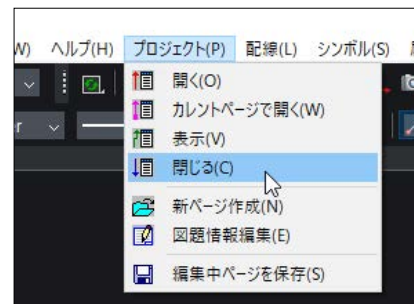 W) ヘルプ(H) プロジェクト(P) 配線(L) シンボル(S)
開く(O)
カレントページで開く(W)
er
表示(V)
閉じる(C)
新ページ作成(N)
図題情報編集(E)
編集中ページを保存(S)